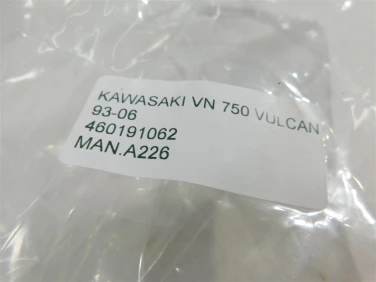 KAWASAKI VN 750 VULCAN
93-06
460191062
MAN.A226